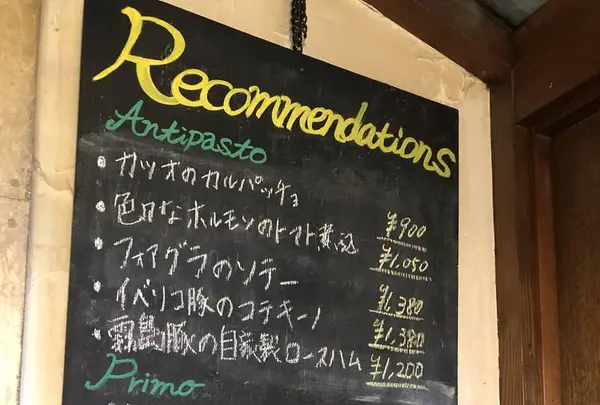 Recommendations
Antipasto
・カツオのカルパッチョ ¥900
・色々なホルモンのトマト煮込 ¥1,050
・フォアグラのソテー ¥1,380
・イベリコ豚のコテキーノ ¥1,380
・霧島豚の自家製ロースハム ¥1,200
Primo